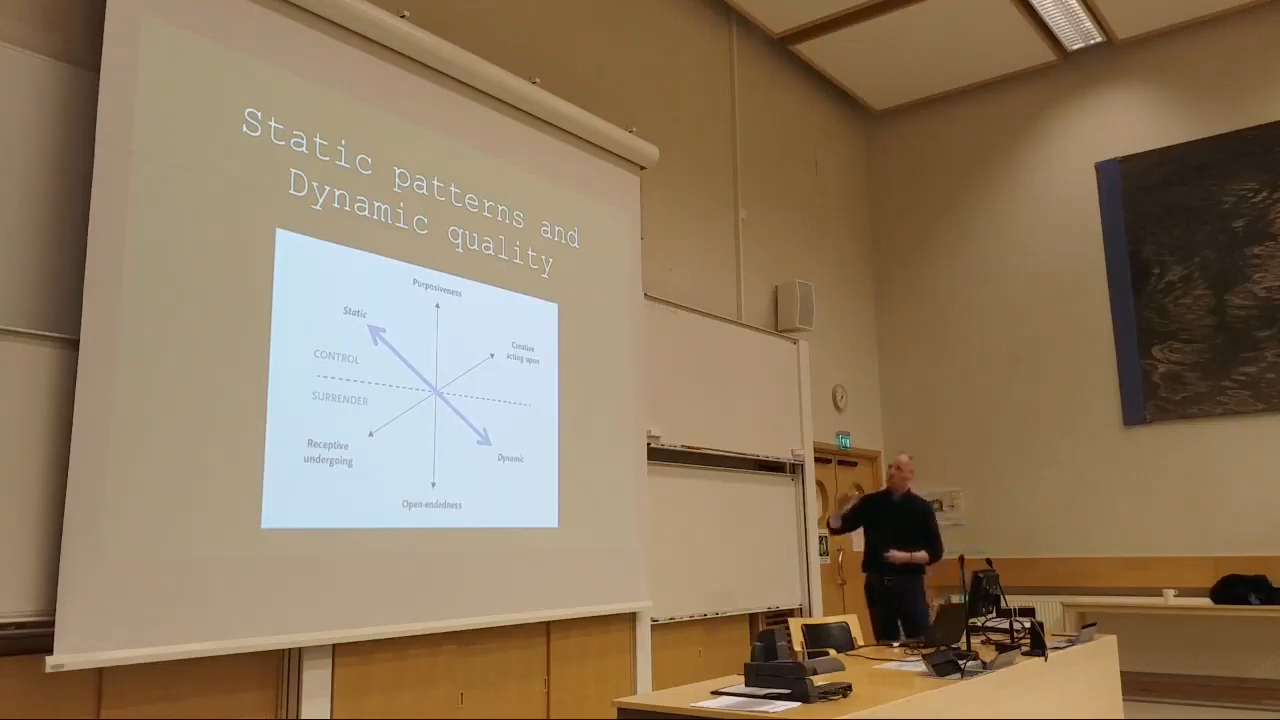 Static patterns and
Dynamic quality
Purposiveness
Static
Creative
acting upon
CONTROL
SURRENDER
Receptive
undergoing
Dynamic
Open-endedness